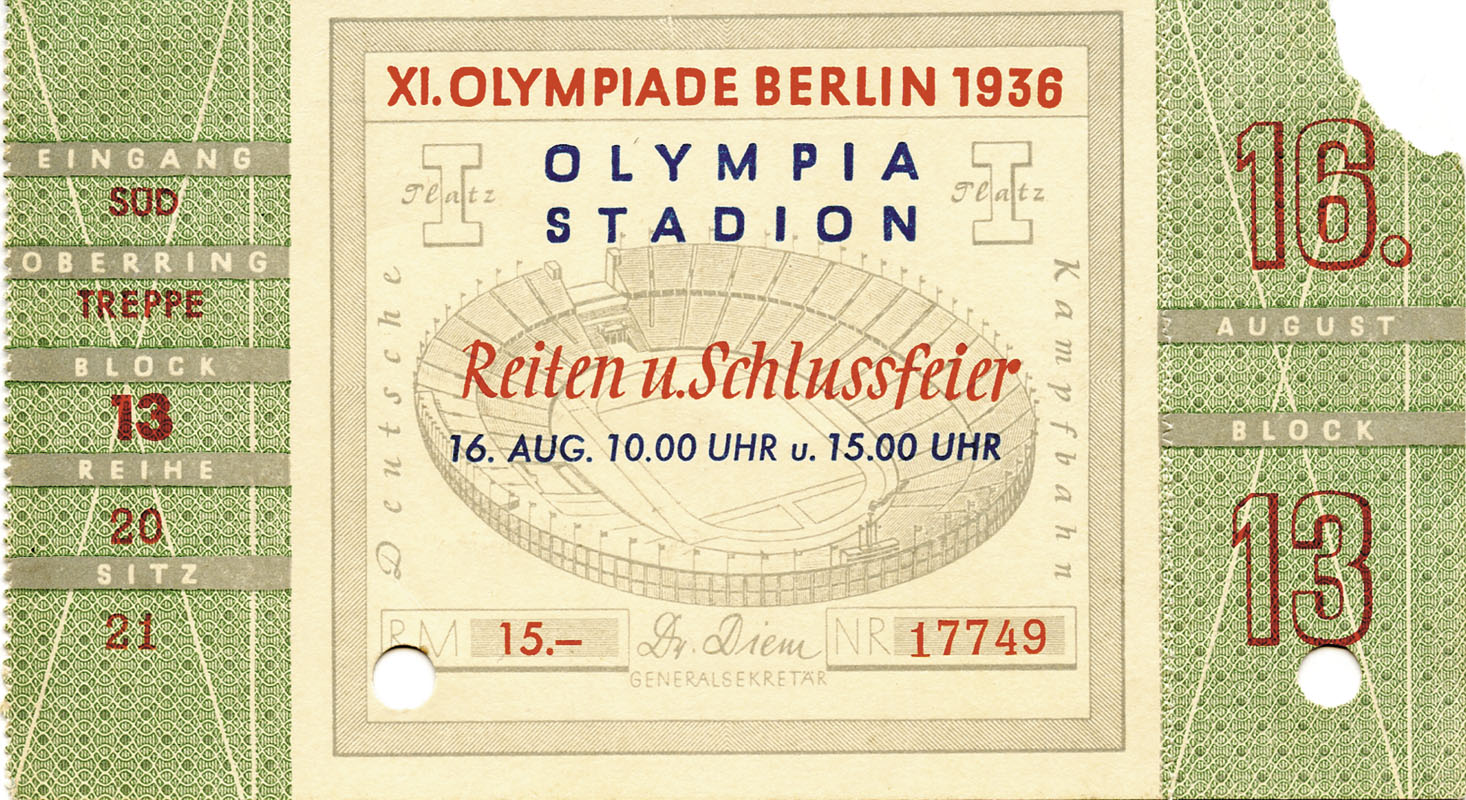 EINGANG
SÜD
OBERRING
TREPPE
BLOCK
13
REIHE
20
SITZ
21
XI. OLYMPIADE BERLIN 1936
I Platz
OLYMPIA
STADION
I Platz
Deutsche
Kampfbahn
Reiten u. Schlussfeier
16. AUG. 10.00 UHR u. 15.00 UHR
RM 15.–
Dr. Diem
GENERALSEKRETÄR
NR 17749
16.
AUGUST
BLOCK
13